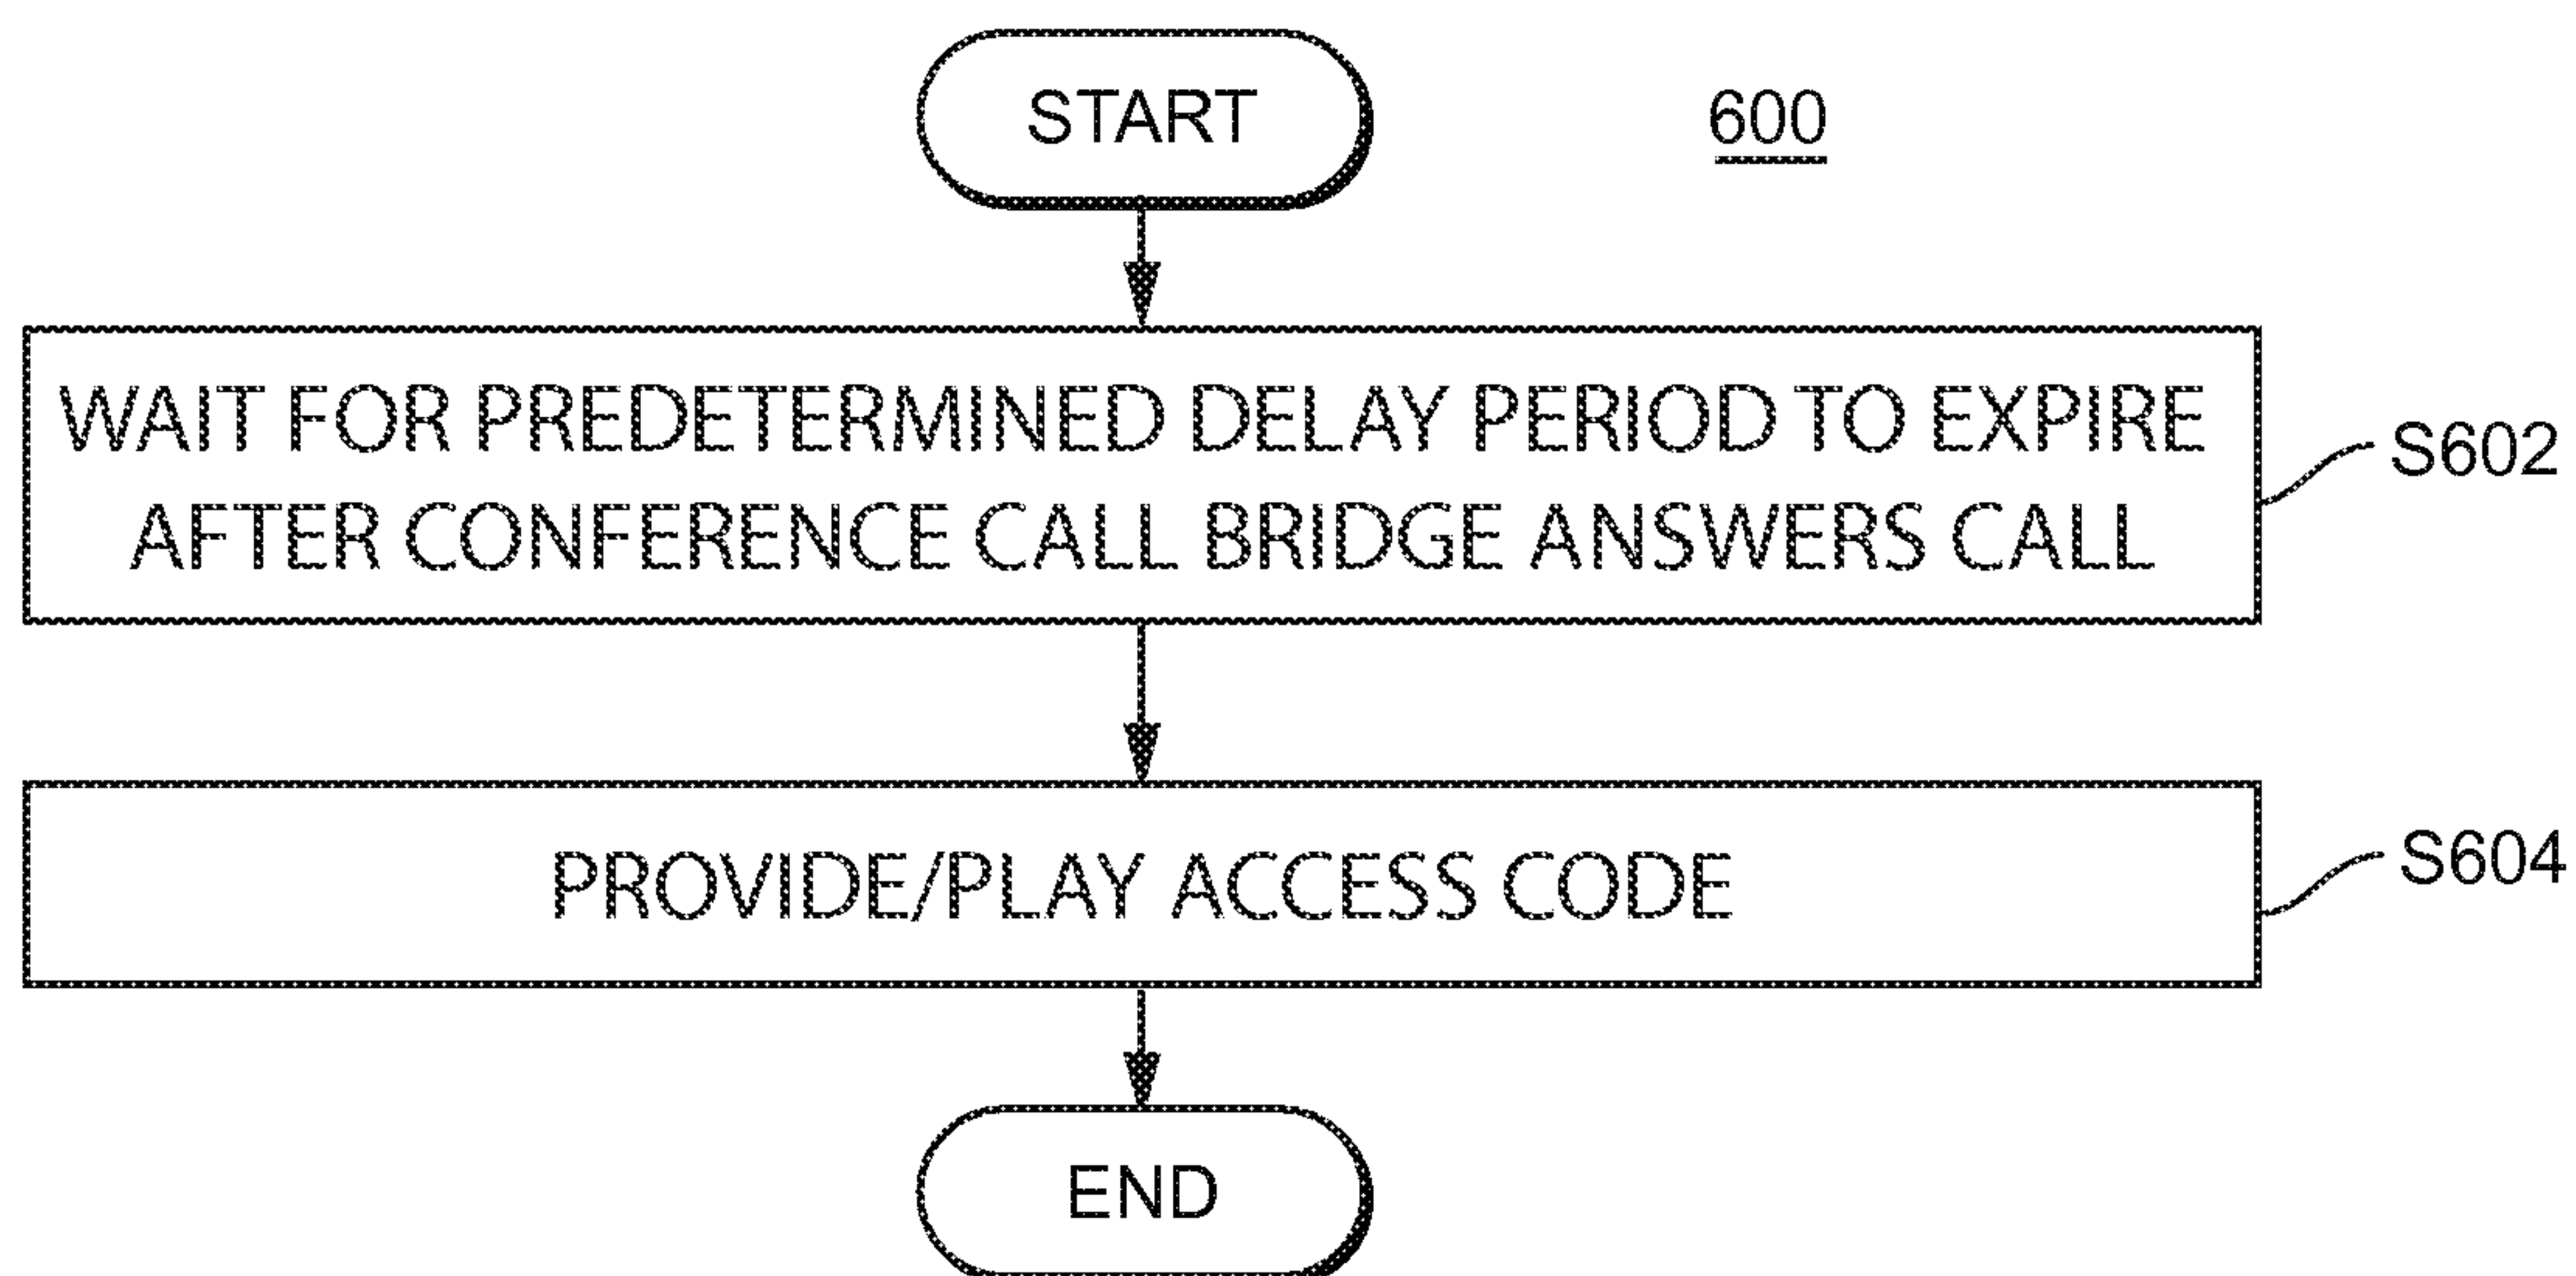 START
600
WAIT FOR PREDETERMINED DELAY PERIOD TO EXPIRE
AFTER CONFERENCE CALL BRIDGE ANSWERS CALL
S602
PROVIDE/PLAY ACCESS CODE
S604
END